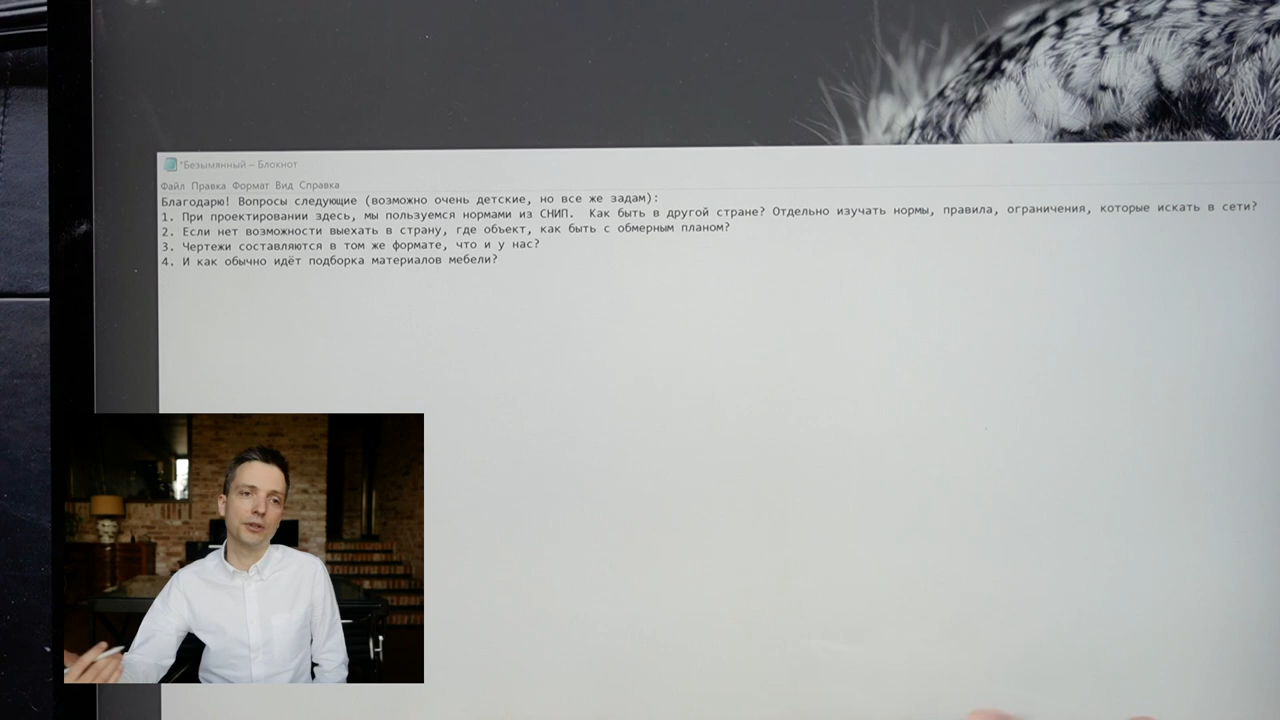 *Безымянный – Блокнот
Файл Правка Формат Вид Справка
Благодарю! Вопросы следующие (возможно очень детские, но все же задам):
1. При проектировании здесь, мы пользуемся нормами из СНИП.  Как быть в другой стране? Отдельно изучать нормы, правила, ограничения, которые искать в сети?
2. Если нет возможности выехать в страну, где объект, как быть с обмерным планом?
3. Чертежи составляются в том же формате, что и у нас?
4. И как обычно идёт подборка материалов мебели?